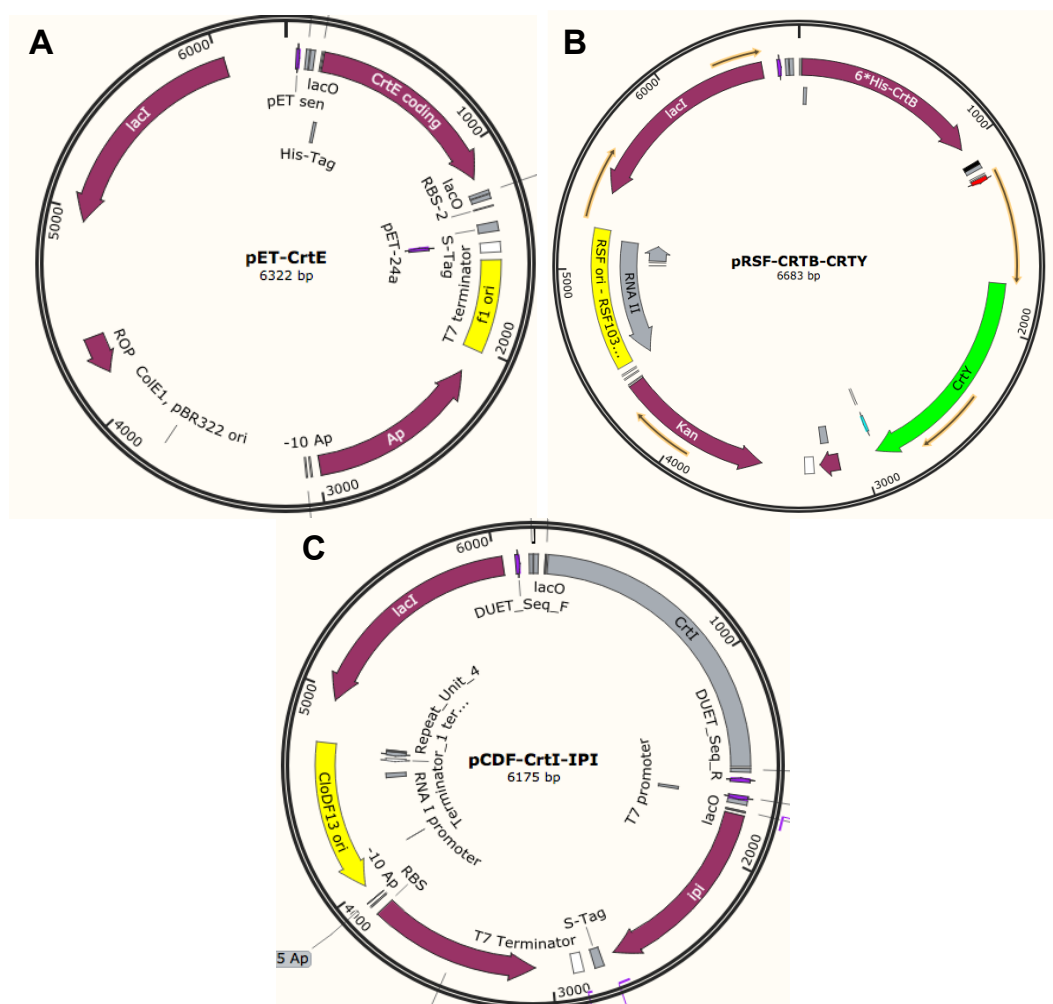 A
6000
1000
2000
3000
4000
5000
lacI
lacO
pET sen
His-Tag
CrtE coding
lacO
RBS-2
S-Tag
pET-24a
T7 terminator
f1 ori
Ap
-10 Ap
ColE1, pBR322 ori
ROP
pET-CrtE
6322 bp
B
6000
1000
2000
3000
4000
5000
lacI
6*His-CrtB
CrtY
Kan
RSF ori - RSF103...
RNA II
pRSF-CRTB-CRTY
6683 bp
C
6000
1000
2000
3000
4000
5000
lacI
lacO
DUET_Seq_F
CrtI
DUET_Seq_R
T7 promoter
lacO
ipi
S-Tag
T7 Terminator
RBS
-10 Ap
5 Ap
CloDF13 ori
RNA I promoter
Terminator_1 ter...
Repeat_Unit_4
pCDF-CrtI-IPI
6175 bp